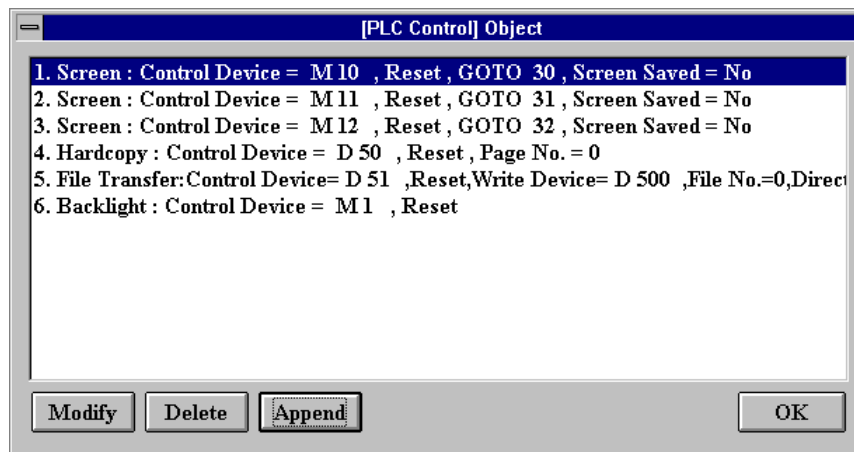 [PLC Control] Object
1. Screen : Control Device = M 10 , Reset , GOTO 30 , Screen Saved = No
2. Screen : Control Device = M 11 , Reset , GOTO 31 , Screen Saved = No
3. Screen : Control Device = M 12 , Reset , GOTO 32 , Screen Saved = No
4. Hardcopy : Control Device = D 50 , Reset , Page No. = 0
5. File Transfer:Control Device= D 51 ,Reset,Write Device= D 500 ,File No.=0,Direct
6. Backlight : Control Device = M 1 , Reset
Modify Delete Append OK